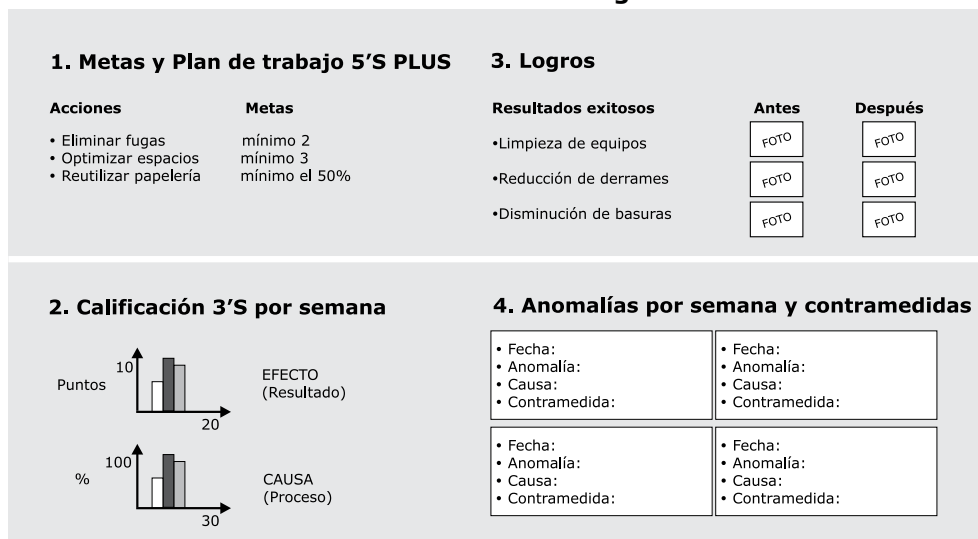 1. Metas y Plan de trabajo 5'S PLUS
Acciones Metas
• Eliminar fugas mínimo 2
• Optimizar espacios mínimo 3
• Reutilizar papelería mínimo el 50%
3. Logros
Resultados exitosos Antes Después
•Limpieza de equipos FOTO FOTO
•Reducción de derrames FOTO FOTO
•Disminución de basuras FOTO FOTO
2. Calificación 3'S por semana
10
Puntos
20
EFECTO
(Resultado)
100
%
30
CAUSA
(Proceso)
4. Anomalías por semana y contramedidas
• Fecha:
• Anomalía:
• Causa:
• Contramedida:
• Fecha:
• Anomalía:
• Causa:
• Contramedida:
• Fecha:
• Anomalía:
• Causa:
• Contramedida:
• Fecha:
• Anomalía:
• Causa:
• Contramedida: